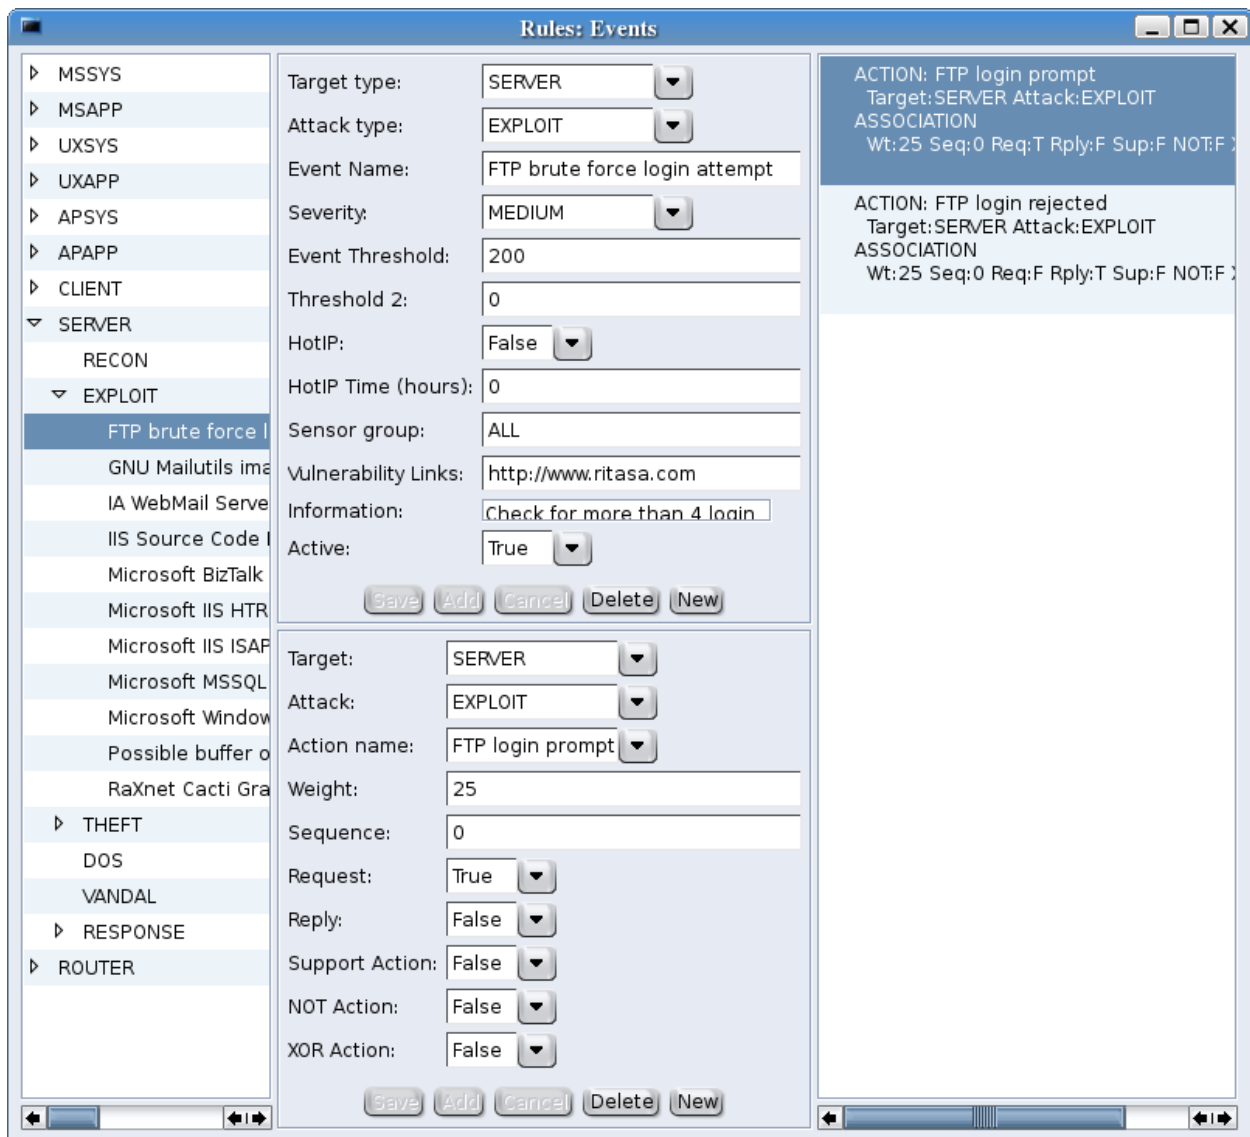 Rules: Events
MSSYS
MSAPP
UXSYS
UXAPP
APSYS
APAPP
CLIENT
SERVER
RECON
EXPLOIT
FTP brute force l
GNU Mailutils ima
IA WebMail Serve
IIS Source Code
Microsoft BizTalk
Microsoft IIS HTR
Microsoft IIS ISAP
Microsoft MSSQL
Microsoft Window
Possible buffer o
RaXnet Cacti Gra
THEFT
DOS
VANDAL
RESPONSE
ROUTER
Target type: SERVER
Attack type: EXPLOIT
Event Name: FTP brute force login attempt
Severity: MEDIUM
Event Threshold: 200
Threshold 2: 0
HotIP: False
HotIP Time (hours): 0
Sensor group: ALL
Vulnerability Links: http://www.ritasa.com
Information: Check for more than 4 login
Active: True
Save Add Cancel Delete New
Target: SERVER
Attack: EXPLOIT
Action name: FTP login prompt
Weight: 25
Sequence: 0
Request: True
Reply: False
Support Action: False
NOT Action: False
XOR Action: False
Save Add Cancel Delete New
ACTION: FTP login prompt
Target:SERVER Attack:EXPLOIT
ASSOCIATION
Wt:25 Seq:0 Req:T Rply:F Sup:F NOT:F
ACTION: FTP login rejected
Target:SERVER Attack:EXPLOIT
ASSOCIATION
Wt:25 Seq:0 Req:F Rply:T Sup:F NOT:F